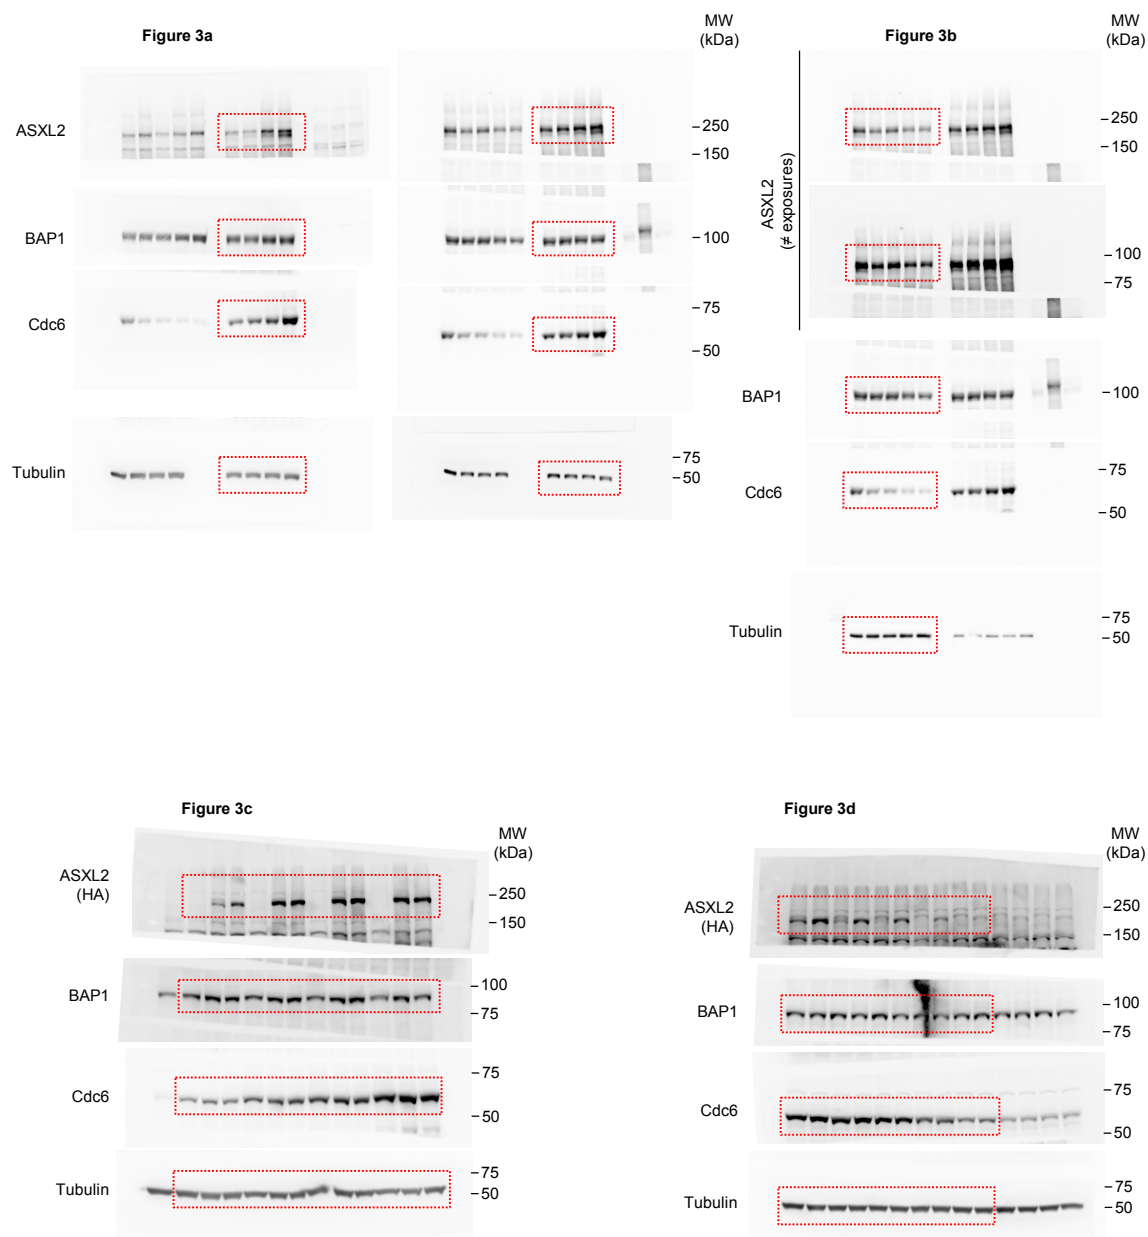 Figure 3a
MW
(kDa)
ASXL2
–250
–150
BAP1
–100
Cdc6
–75
–50
Tubulin
–75
–50
Figure 3b
MW
(kDa)
ASXL2
(≠ exposures)
–250
–150
–100
–75
BAP1
–100
Cdc6
–75
–50
Tubulin
–75
–50
Figure 3c
MW
(kDa)
ASXL2
(HA)
–250
–150
BAP1
–100
–75
Cdc6
–75
–50
Tubulin
–75
–50
Figure 3d
MW
(kDa)
ASXL2
(HA)
–250
–150
BAP1
–100
–75
Cdc6
–75
–50
Tubulin
–75
–50